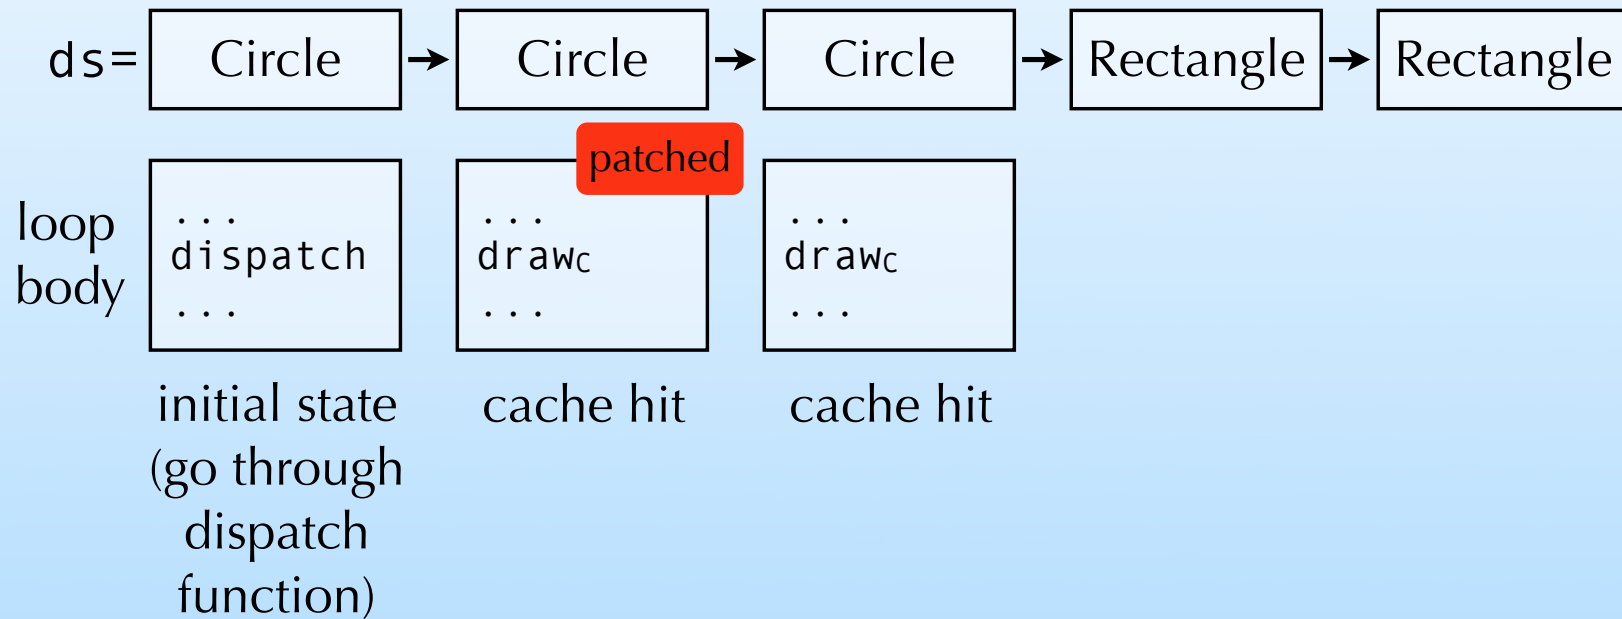 ds= Circle → Circle → Circle → Rectangle → Rectangle
patched
loop body
...
dispatch
...
...
drawC
...
...
drawC
...
initial state
(go through
dispatch
function)
cache hit
cache hit